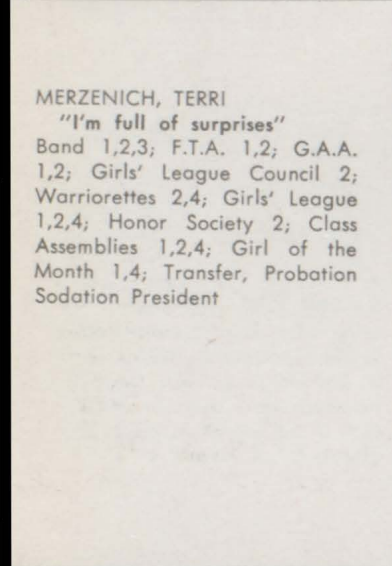 MERZENICH, TERRI
"I'm full of surprises"
Band 1,2,3; F.T.A. 1,2; G.A.A.
1,2; Girls' League Council 2;
Warriorettes 2,4; Girls' League
1,2,4; Honor Society 2; Class
Assemblies 1,2,4; Girl of the
Month 1,4; Transfer, Probation
Sodation President